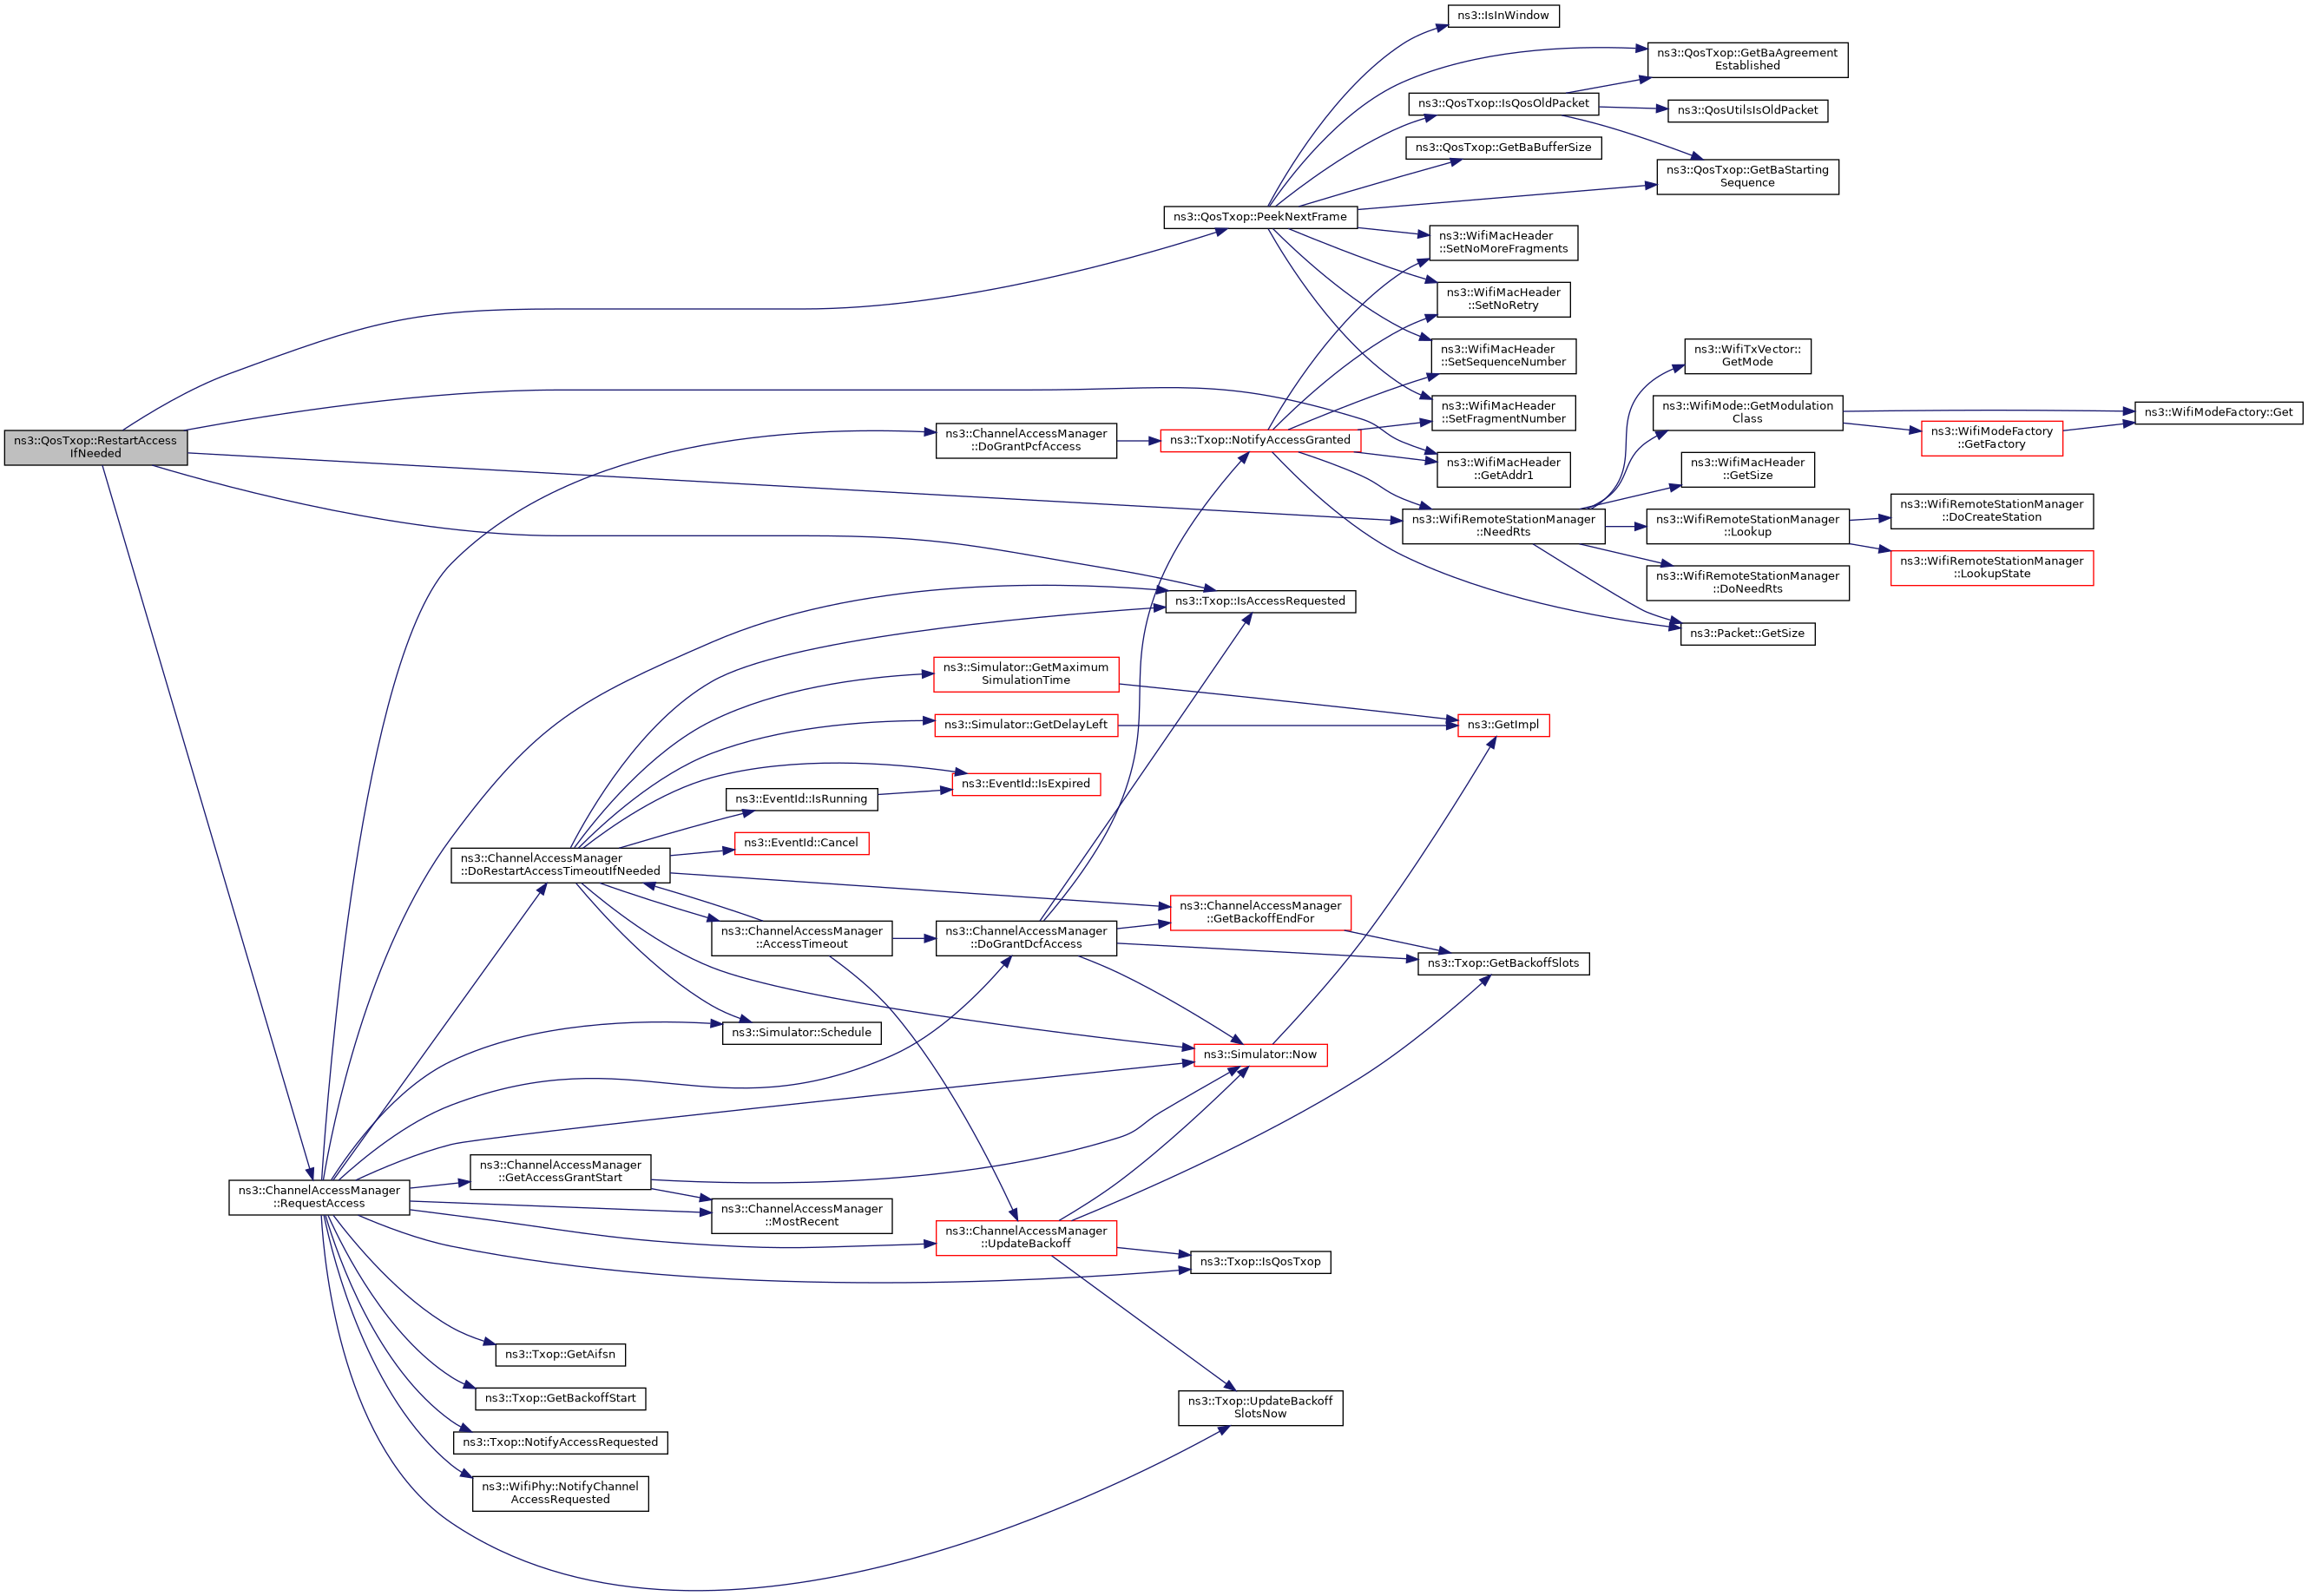 ns3::IsInWindow
ns3::QosTxop::GetBaAgreement
Established
ns3::QosTxop::IsQosOldPacket
ns3::QosUtilsIsOldPacket
ns3::QosTxop::GetBaBufferSize
ns3::QosTxop::GetBaStarting
Sequence
ns3::QosTxop::PeekNextFrame
ns3::WifiMacHeader
::SetNoMoreFragments
ns3::WifiMacHeader
::SetNoRetry
ns3::WifiMacHeader
::SetSequenceNumber
ns3::WifiTxVector::
GetMode
ns3::WifiMacHeader
::SetFragmentNumber
ns3::WifiMode::GetModulation
Class
ns3::WifiModeFactory::Get
ns3::WifiModeFactory
::GetFactory
ns3::QosTxop::RestartAccess
IfNeeded
ns3::ChannelAccessManager
::DoGrantPcfAccess
ns3::Txop::NotifyAccessGranted
ns3::WifiMacHeader
::GetAddr1
ns3::WifiMacHeader
::GetSize
ns3::WifiRemoteStationManager
::NeedRts
ns3::WifiRemoteStationManager
::Lookup
ns3::WifiRemoteStationManager
::DoCreateStation
ns3::WifiRemoteStationManager
::LookupState
ns3::WifiRemoteStationManager
::DoNeedRts
ns3::Txop::IsAccessRequested
ns3::Packet::GetSize
ns3::Simulator::GetMaximum
SimulationTime
ns3::Simulator::GetDelayLeft
ns3::GetImpl
ns3::EventId::IsExpired
ns3::EventId::IsRunning
ns3::EventId::Cancel
ns3::ChannelAccessManager
::DoRestartAccessTimeoutIfNeeded
ns3::ChannelAccessManager
::GetBackoffEndFor
ns3::ChannelAccessManager
::AccessTimeout
ns3::ChannelAccessManager
::DoGrantDcfAccess
ns3::Txop::GetBackoffSlots
ns3::Simulator::Schedule
ns3::Simulator::Now
ns3::ChannelAccessManager
::GetAccessGrantStart
ns3::ChannelAccessManager
::RequestAccess
ns3::ChannelAccessManager
::MostRecent
ns3::ChannelAccessManager
::UpdateBackoff
ns3::Txop::IsQosTxop
ns3::Txop::GetAifsn
ns3::Txop::GetBackoffStart
ns3::Txop::UpdateBackoff
SlotsNow
ns3::Txop::NotifyAccessRequested
ns3::WifiPhy::NotifyChannel
AccessRequested